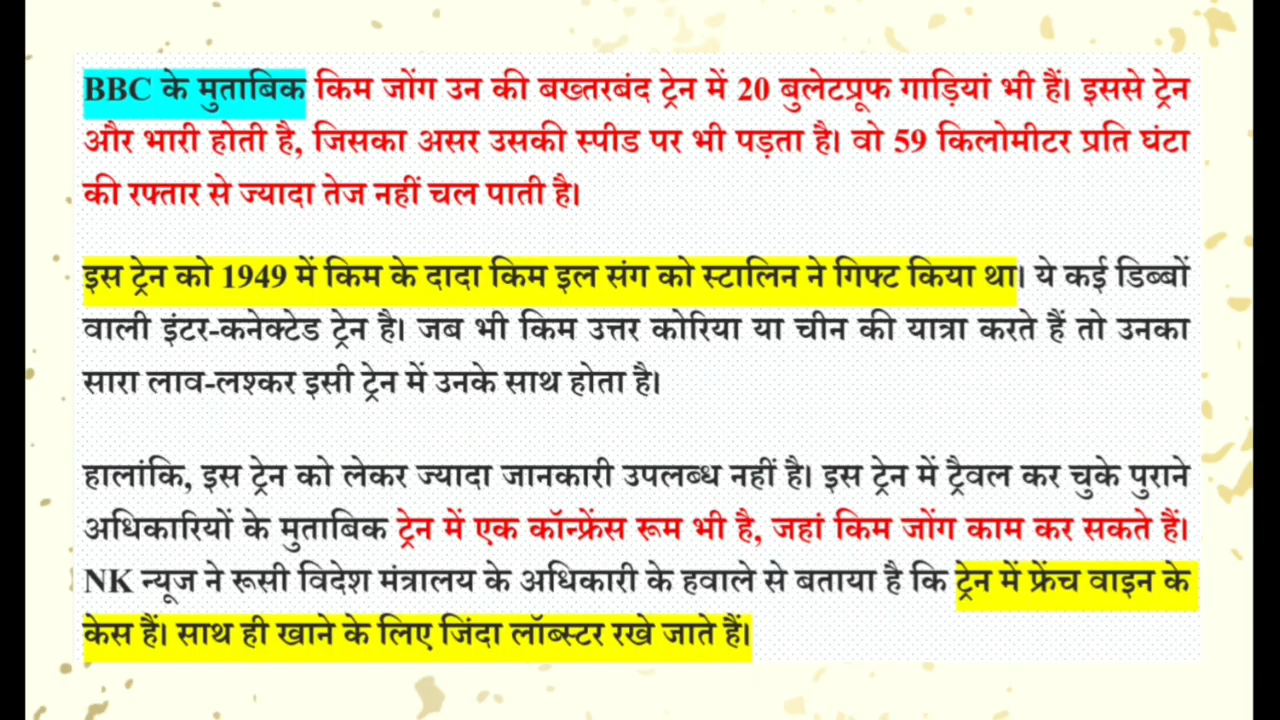 BBC के मुताबिक किम जोंग उन की बख्तरबंद ट्रेन में 20 बुलेटप्रूफ गाड़ियां भी हैं। इससे ट्रेन
और भारी होती है, जिसका असर उसकी स्पीड पर भी पड़ता है। वो 59 किलोमीटर प्रति घंटा
की रफ्तार से ज्यादा तेज नहीं चल पाती है।
इस ट्रेन को 1949 में किम के दादा किम इल संग को स्टालिन ने गिफ्ट किया था। ये कई डिब्बों
वाली इंटर-कनेक्टेड ट्रेन है। जब भी किम उत्तर कोरिया या चीन की यात्रा करते हैं तो उनका
सारा लाव-लश्कर इसी ट्रेन में उनके साथ होता है।
हालांकि, इस ट्रेन को लेकर ज्यादा जानकारी उपलब्ध नहीं है। इस ट्रेन में ट्रैवल कर चुके पुराने
अधिकारियों के मुताबिक ट्रेन में एक कॉन्फ्रेंस रूम भी है, जहां किम जोंग काम कर सकते हैं।
NK न्यूज ने रूसी विदेश मंत्रालय के अधिकारी के हवाले से बताया है कि ट्रेन में फ्रेंच वाइन के
केस हैं। साथ ही खाने के लिए जिंदा लॉब्स्टर रखे जाते हैं।